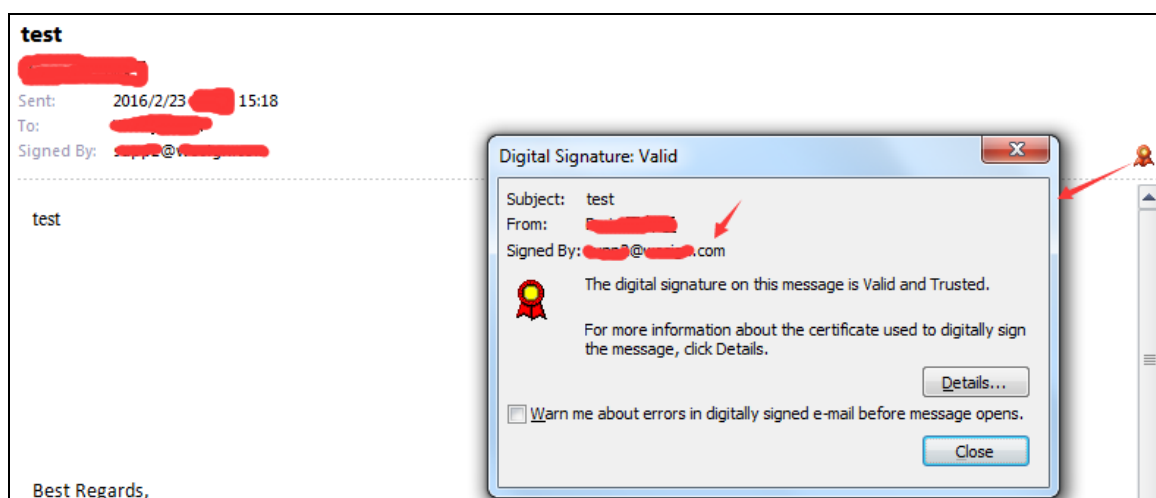 test
Sent: 2016/2/23 15:18
To:
Signed By:
test
Best Regards,
Digital Signature: Valid
Subject: test
From:
Signed By: .com
The digital signature on this message is Valid and Trusted.
For more information about the certificate used to digitally sign
the message, click Details.
Details...
Warn me about errors in digitally signed e-mail before message opens.
Close